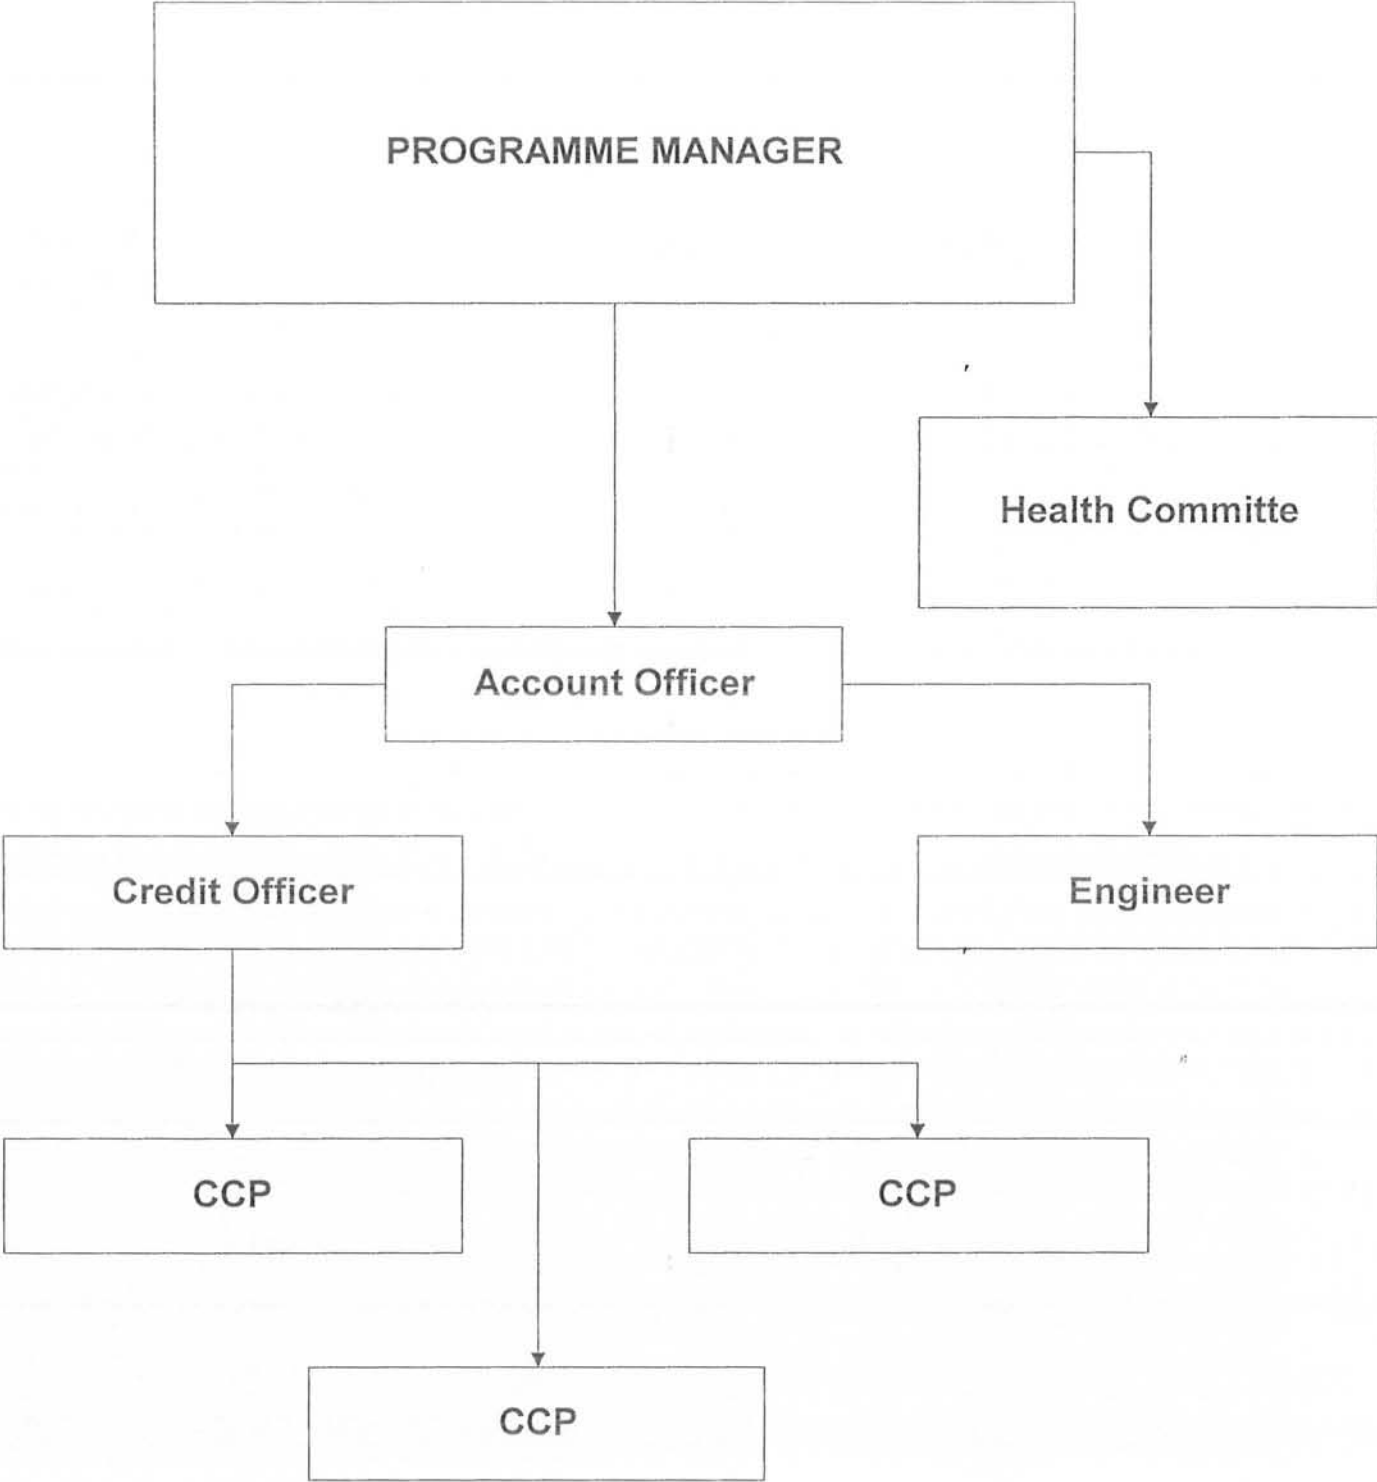 PROGRAMME MANAGER
Health Committe
Account Officer
Credit Officer
Engineer
CCP
CCP
CCP